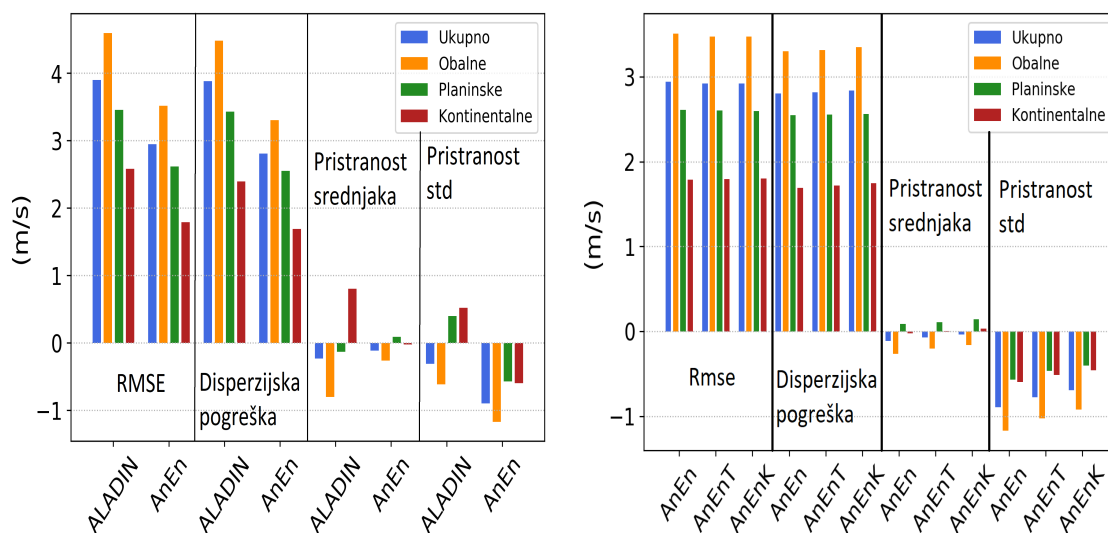 (m/s)
4
3
2
1
0
−1
Ukupno
Obalne
Planinske
Kontinentalne
Pristranost
srednjaka
Pristranost
std
RMSE
Disperzijska
pogreška
ALADIN
AnEn
ALADIN
AnEn
ALADIN
AnEn
ALADIN
AnEn
(m/s)
3
2
1
0
−1
Ukupno
Obalne
Planinske
Kontinentalne
Pristranost
srednjaka
Pristranost
std
Rmse
Disperzijska
pogreška
AnEn
AnEnT
AnEnK
AnEn
AnEnT
AnEnK
AnEn
AnEnT
AnEnK
AnEn
AnEnT
AnEnK